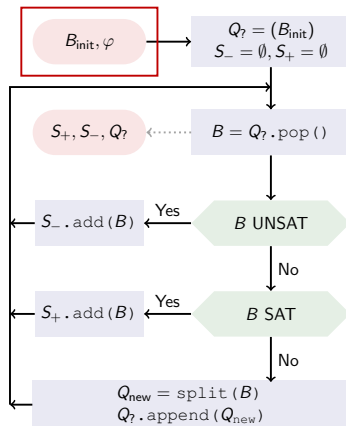 B_init, φ
Q_? = (B_init)
S_− = ∅, S_+ = ∅
S_+, S_−, Q_?
B = Q_?.pop()
S_−.add(B)
Yes
B UNSAT
No
S_+.add(B)
Yes
B SAT
No
Q_new = split(B)
Q_?.append(Q_new)